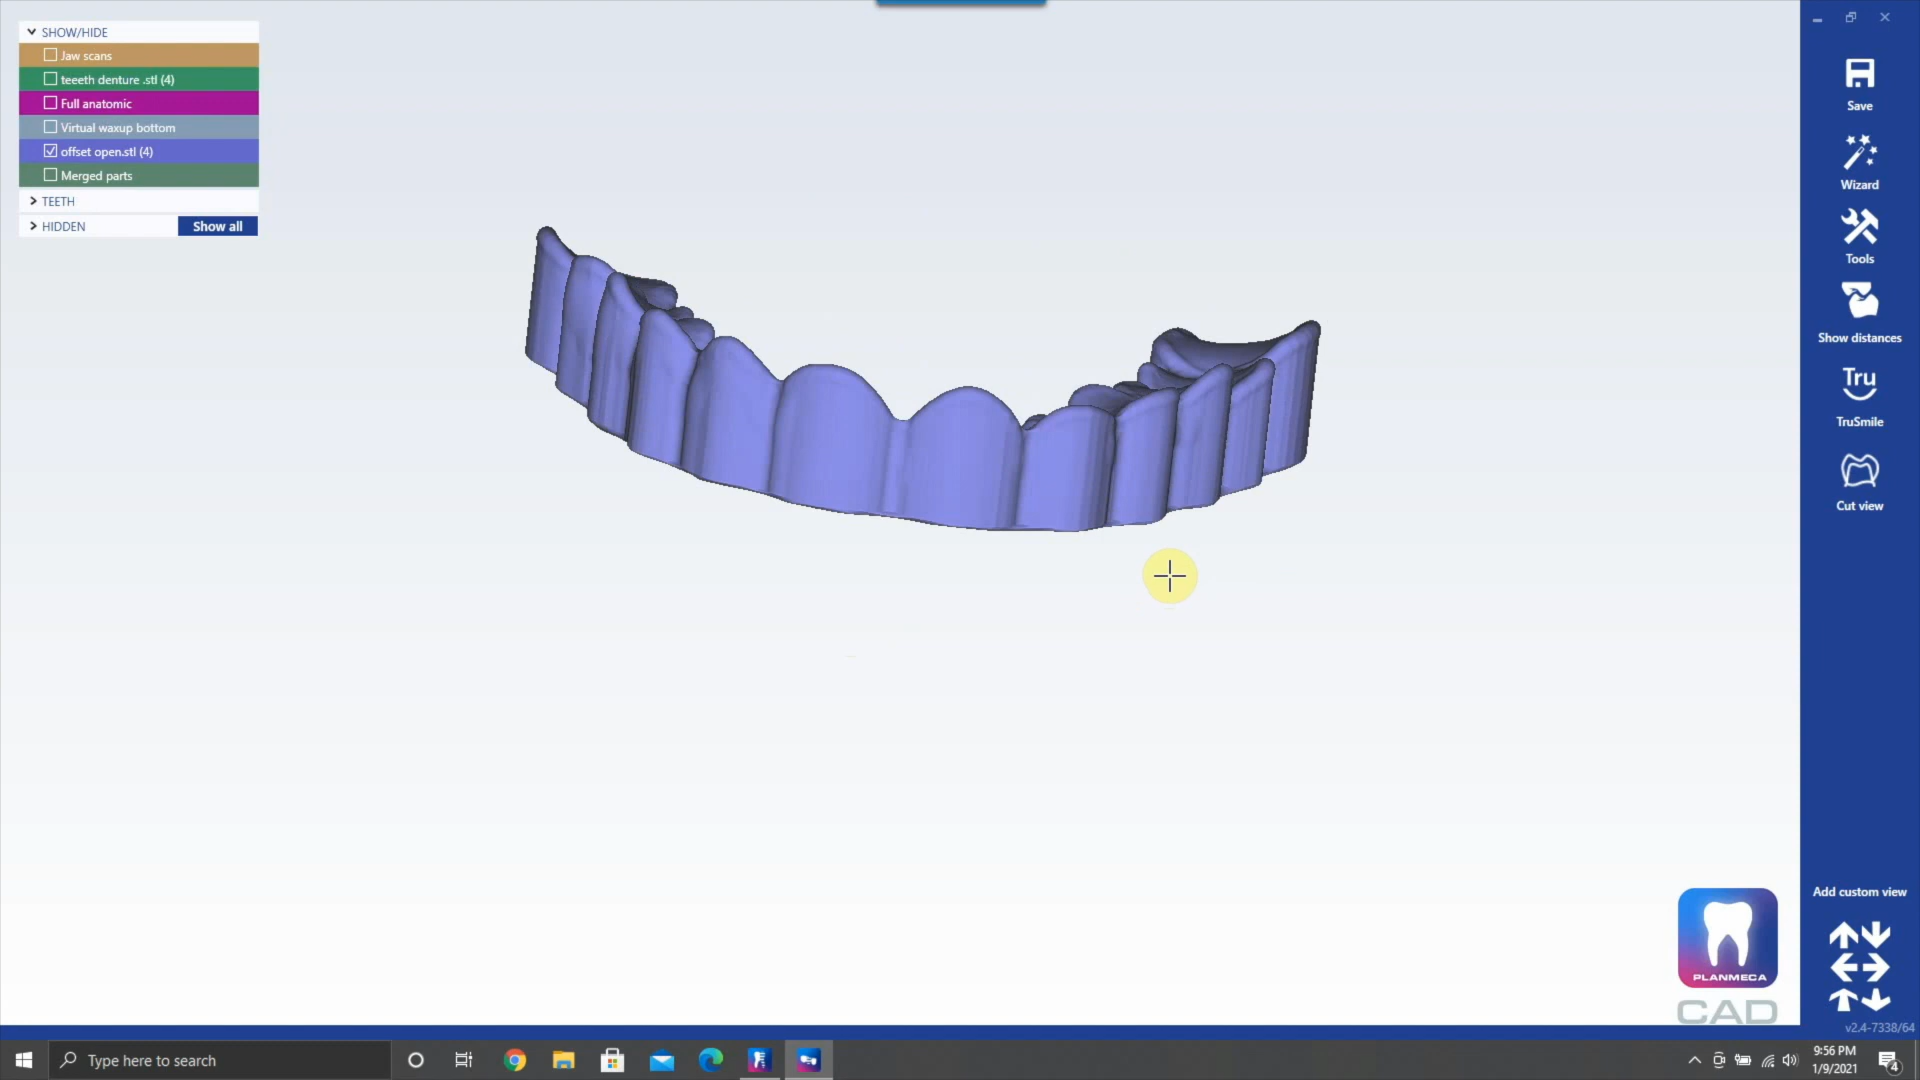 SHOW/HIDE
Jaw scans
teeeth denture .stl (4)
Full anatomic
Virtual waxup bottom
offset open.stl (4)
Merged parts
TEETH
HIDDEN
Show all
Save
Wizard
Tools
Show distances
Tru
TruSmile
Cut view
Add custom view
PLANMECA
CAD
v2.4-7338/64
Type here to search
9:56 PM
1/9/2021
4